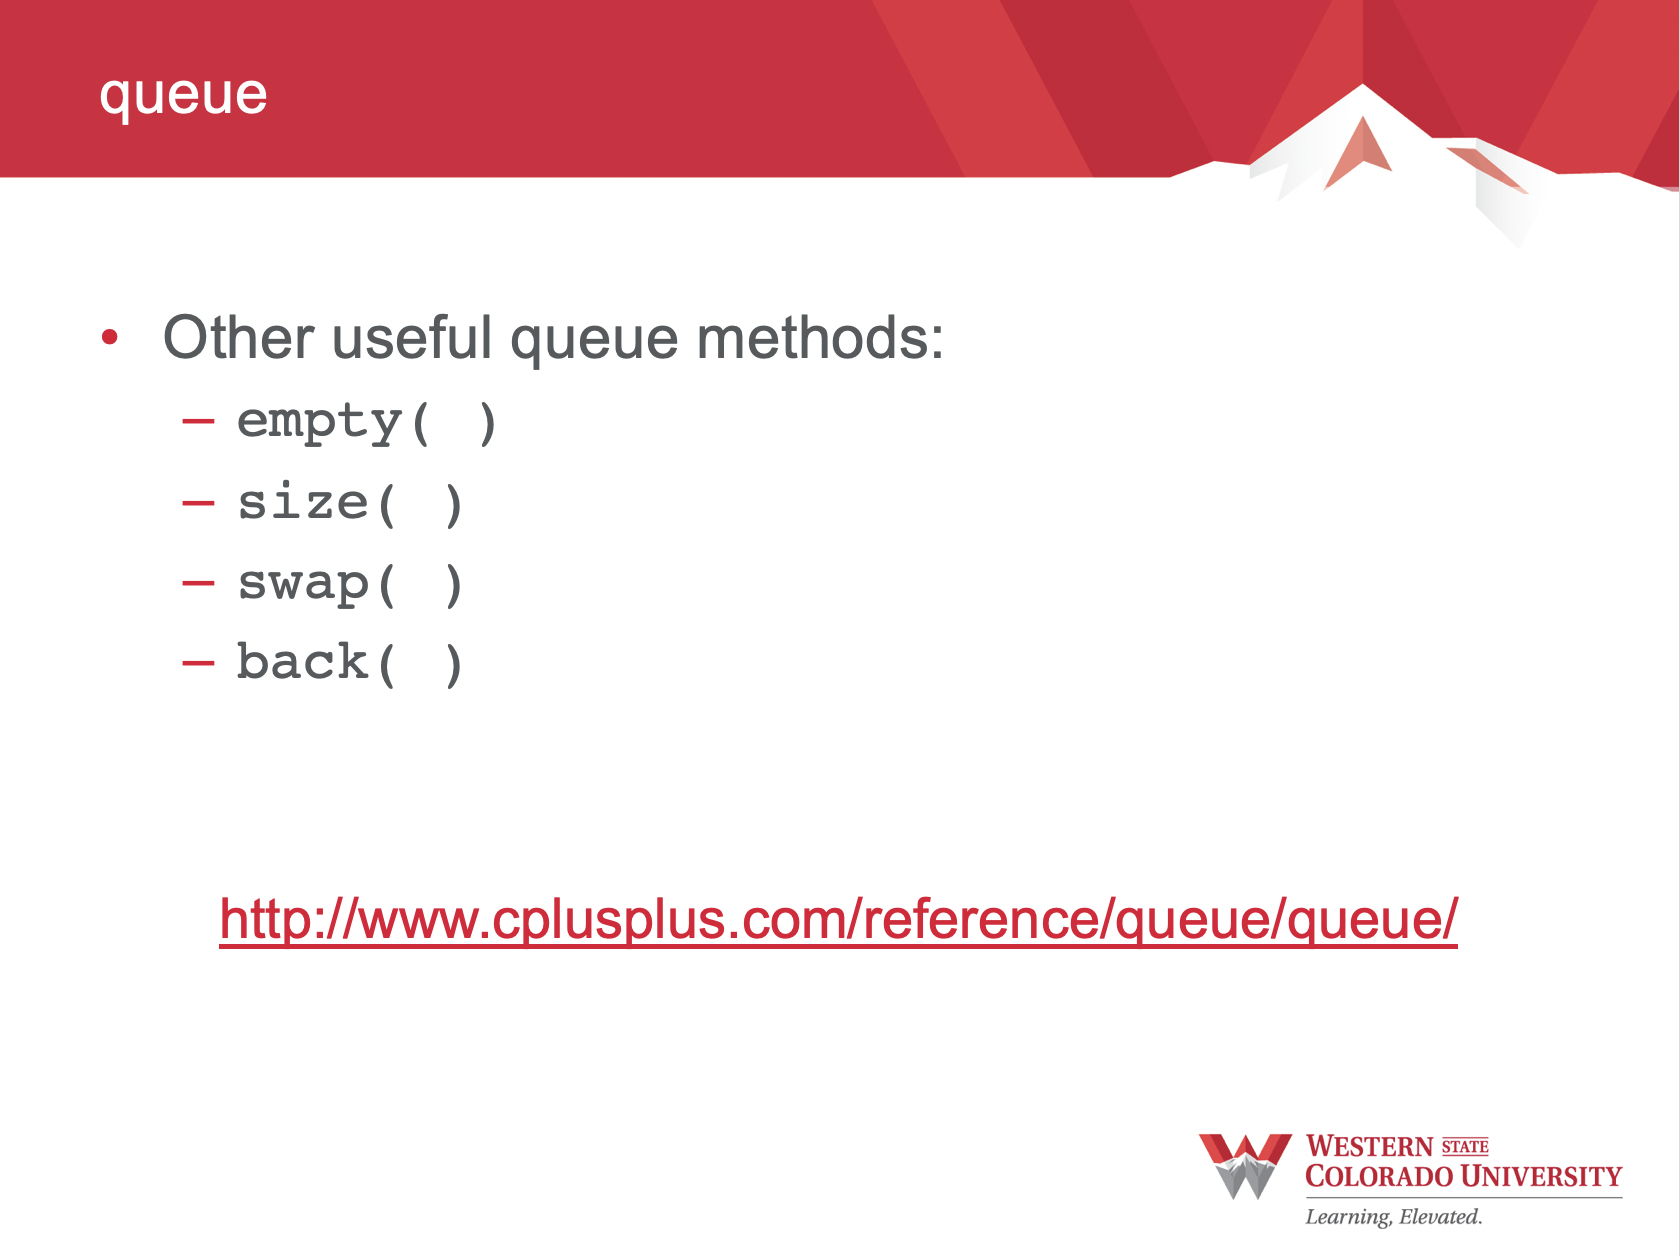 queue
• Other useful queue methods:
– empty( )
– size( )
– swap( )
– back( )
http://www.cplusplus.com/reference/queue/queue/
WESTERN STATE
COLORADO UNIVERSITY
Learning, Elevated.